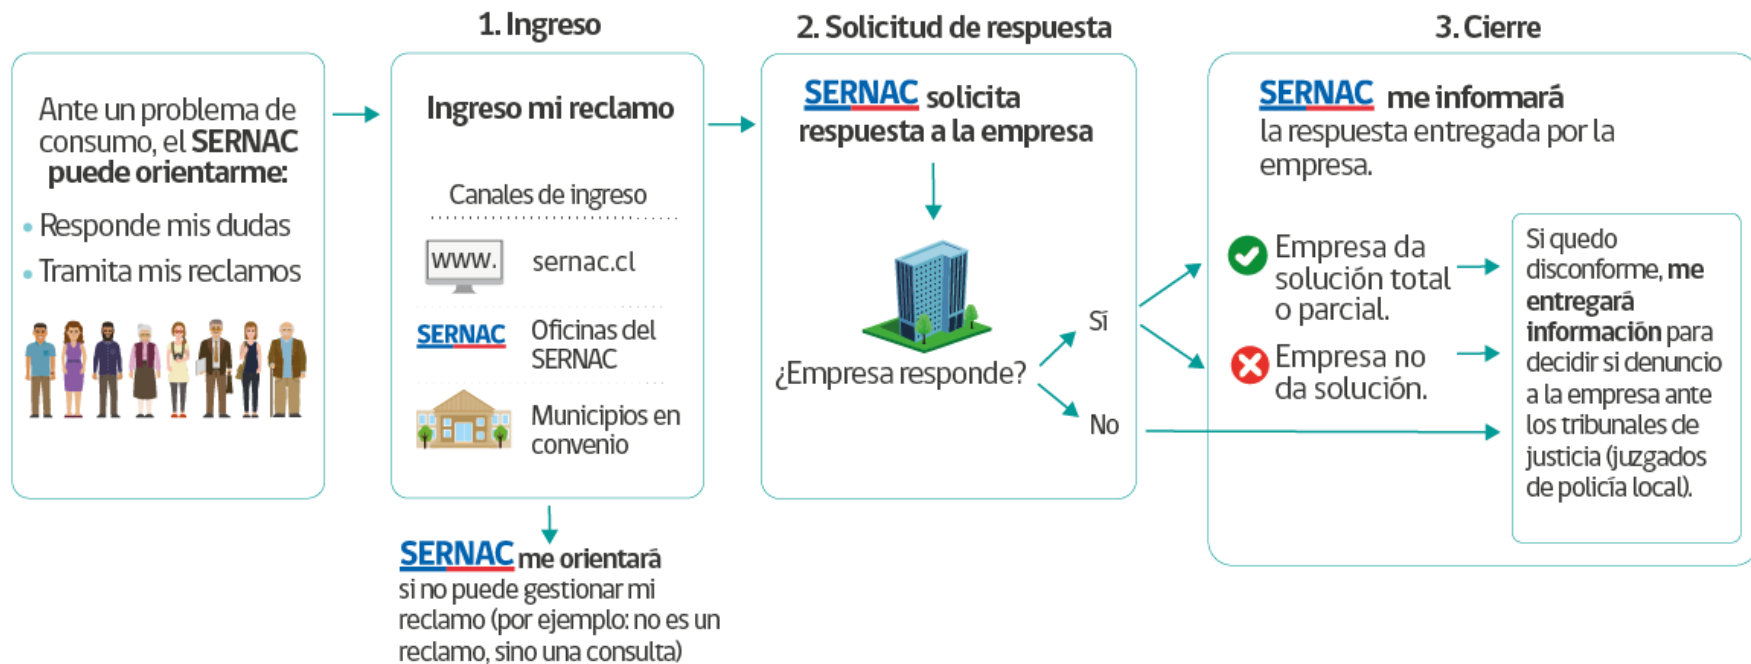 Ante un problema de
consumo, el SERNAC
puede orientarme:
• Responde mis dudas
• Tramita mis reclamos
1. Ingreso
Ingreso mi reclamo
Canales de ingreso
www.
sernac.cl
SERNAC
Oficinas del
SERNAC
Municipios en
convenio
SERNAC me orientará
si no puede gestionar mi
reclamo (por ejemplo: no es un
reclamo, sino una consulta)
2. Solicitud de respuesta
SERNAC solicita
respuesta a la empresa
¿Empresa responde?
Sí
No
3. Cierre
SERNAC me informará
la respuesta entregada por la
empresa.
Empresa da
solución total
o parcial.
Empresa no
da solución.
Si quedo
disconforme, me
entregará
información para
decidir si denuncio
a la empresa ante
los tribunales de
justicia (juzgados
de policía local).